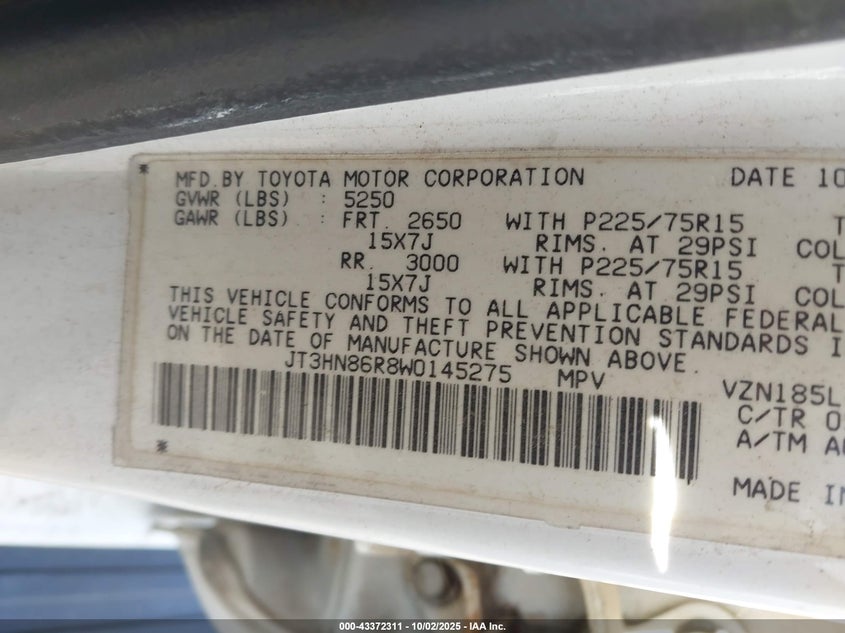 * MFD.BY TOYOTA MOTOR CORPORATION DATE 10
GVWR (LBS) : 5250
GAWR (LBS) : FRT. 2650 WITH P225/75R15
15X7J RIMS. AT 29PSI COL
RR. 3000 WITH P225/75R15
15X7J RIMS. AT 29PSI COL
THIS VEHICLE CONFORMS TO ALL APPLICABLE FEDERAL
VEHICLE SAFETY AND THEFT PREVENTION STANDARDS
ON THE DATE OF MANUFACTURE SHOWN ABOVE.
JT3HN86R8W0145275 MPV VZN185L
C/TR
* A/TM
MADE IN
000-43372311 - 10/02/2025 - IAA Inc.